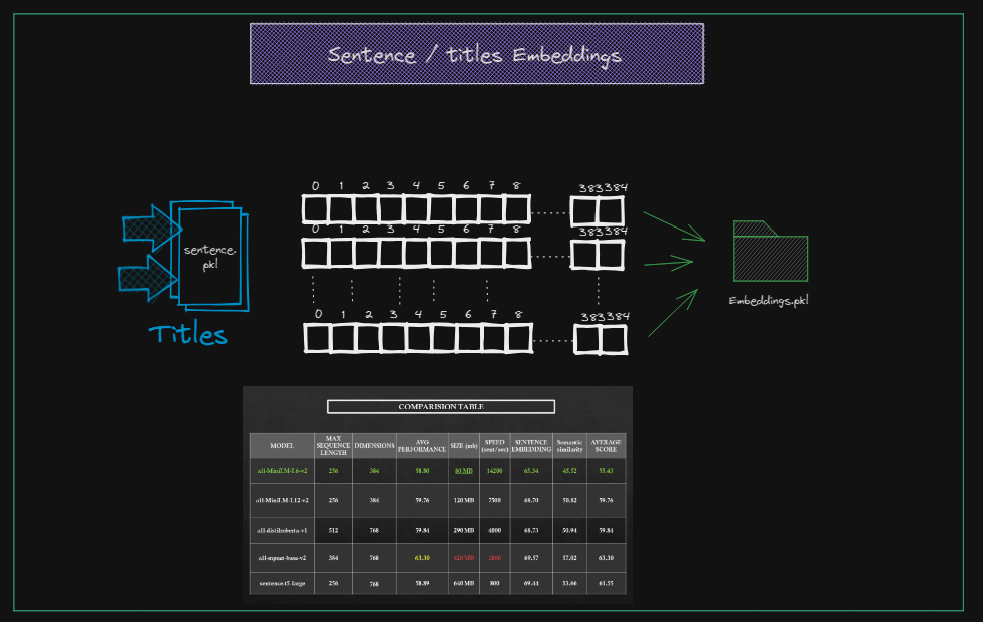 Sentence / titles Embeddings
0 1 2 3 4 5 6 7 8 383 384
0 1 2 3 4 5 6 7 8 383 384
sentence.
pkl
Embeddings.pkl
0 1 2 3 4 5 6 7 8 383 384
Titles
COMPARISION TABLE
MODEL MAX SEQUENCE LENGTH DIMENSIONS AVG PERFORMANCE SIZE (mb) SPEED (sent/sec) SENTENCE EMBEDDING Semantic similarity AVERAGE SCORE
all-MiniLM-L6-v2 256 384 58.80 80 MB 14200 65.34 45.52 55.43
all-MiniLM-L12-v2 256 384 59.76 120 MB 7500 68.70 50.82 59.76
all-distilroberta-v1 512 768 59.84 290 MB 4000 68.73 50.94 59.84
all-mpnet-base-v2 384 768 63.30 420 MB 2800 69.57 57.02 63.30
sentence-t5-large 256 768 58.89 640 MB 800 69.44 53.66 61.55